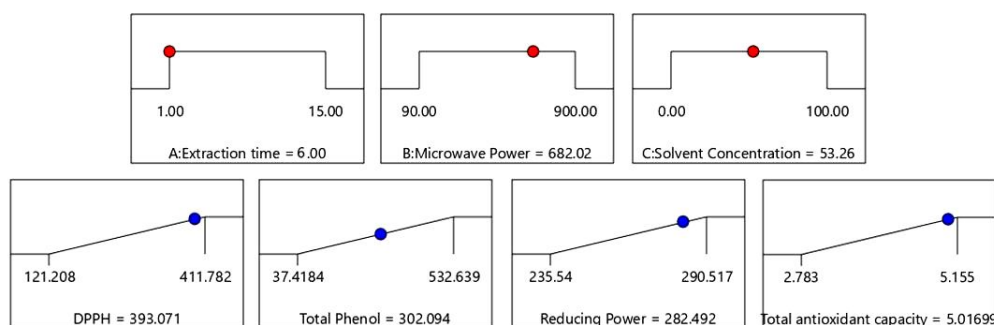 1.00 15.00
A:Extraction time = 6.00
90.00 900.00
B:Microwave Power = 682.02
0.00 100.00
C:Solvent Concentration = 53.26
121.208 411.782
DPPH = 393.071
37.4184 532.639
Total Phenol = 302.094
235.54 290.517
Reducing Power = 282.492
2.783 5.155
Total antioxidant capacity = 5.01699